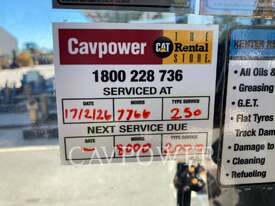 Cavpower CAT THE Rental STORE
1800 228 736
SERVICED AT
DATE HOURS TYPE SERVICE
17/2/26 7766 250
NEXT SERVICE DUE
DATE HOURS TYPE SERVICE
— 8000
CAVPOWER
All Oils &
Greasing
G.E.T.
Flat Tyres
Track Dam
Damage to
Cleaning
Refueling